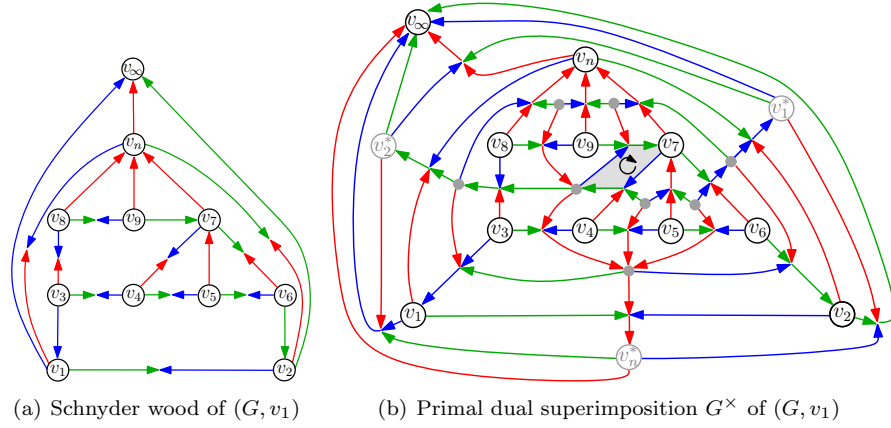 v∞
v∞
vn
v*1
vn
v*2
v8
v9
v7
v8
v9
v7
v3
v4
v5
v6
v3
v4
v5
v6
v1
v2
v1
v2
v*n
(a) Schnyder wood of (G, v1)
(b) Primal dual superimposition G× of (G, v1)